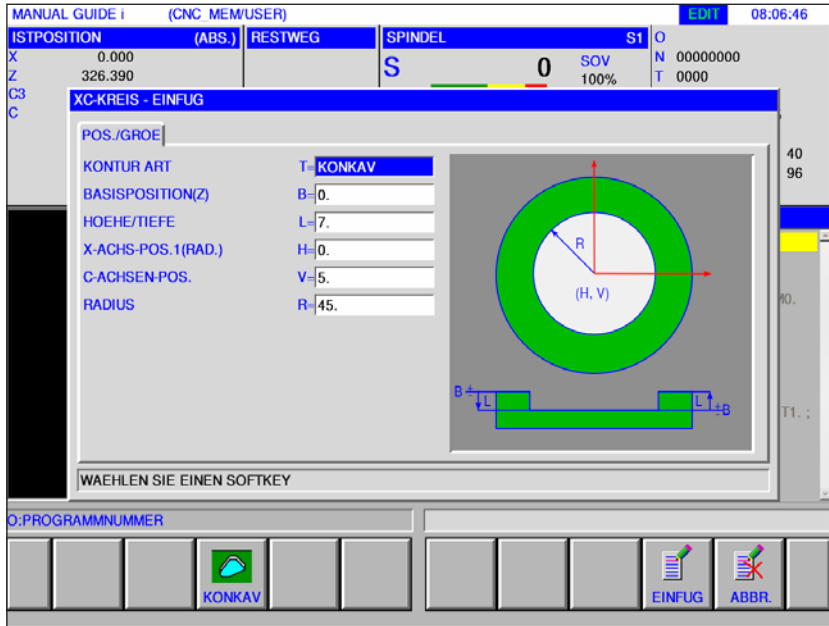 MANUAL GUIDE i (CNC_MEM/USER) EDIT 08:06:46
ISTPOSITION (ABS.) RESTWEG SPINDEL S1 O
X 0.000 S 0 SOV N 00000000
Z 326.390 100% T 0000
C3
C
XC-KREIS - EINFUG
POS./GROE
40
96
KONTUR ART T= KONKAV
BASISPOSITION(Z) B= 0.
HOEHE/TIEFE L= 7.
X-ACHS-POS.1(RAD.) H= 0.
C-ACHSEN-POS. V= 5.
RADIUS R= 45.
R
(H, V)
B ± L L ±B
M0.
T1. ;
WAEHLEN SIE EINEN SOFTKEY
O:PROGRAMMNUMMER
KONKAV EINFUG ABBR.